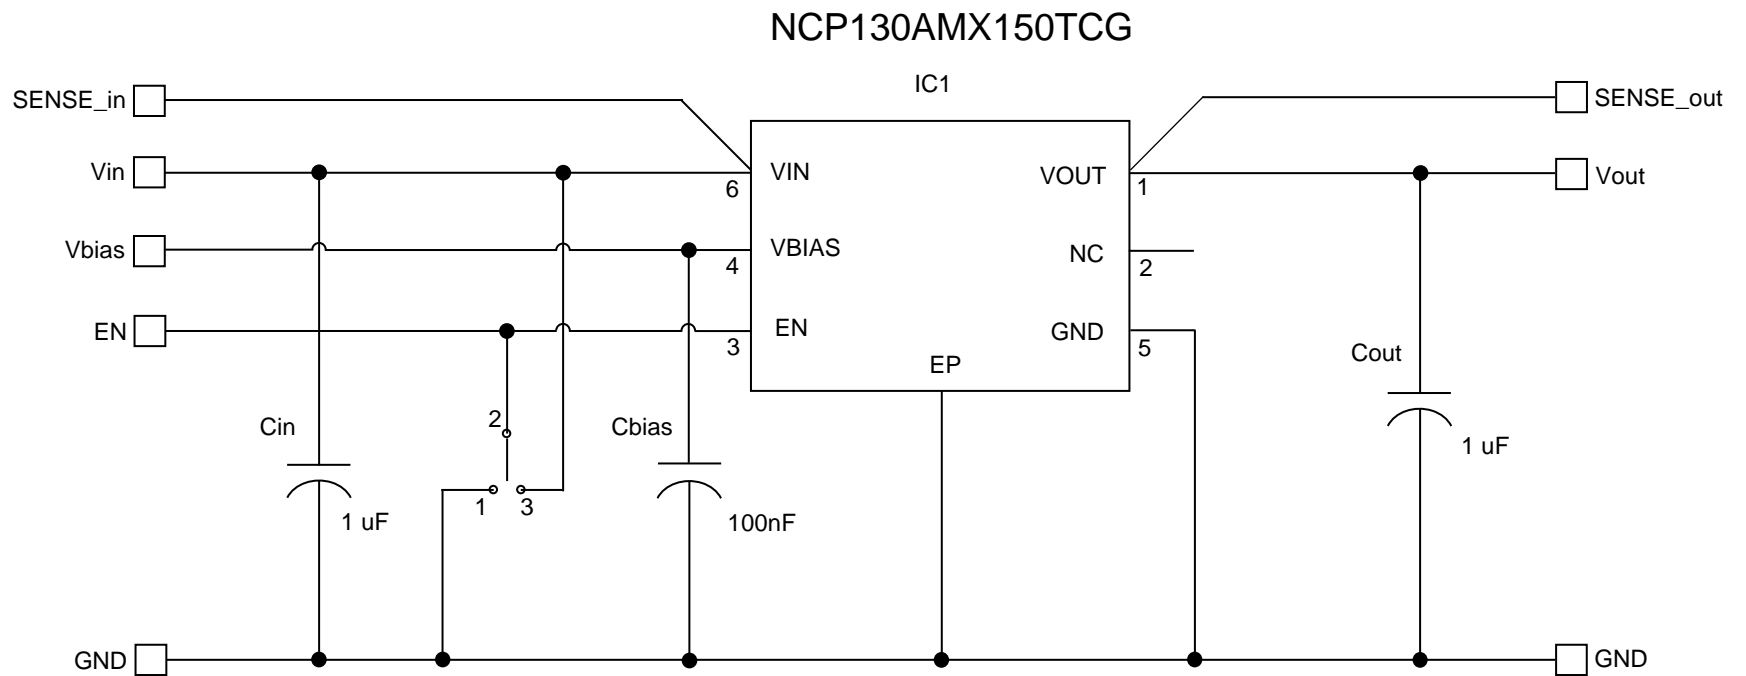 NCP130AMX150TCG
IC1
SENSE_in
SENSE_out
Vin
VIN
6
VOUT
1
Vout
Vbias
VBIAS
4
NC
2
EN
EN
3
GND
5
EP
Cout
1 uF
Cin
2
Cbias
1
3
1 uF
100nF
GND
GND